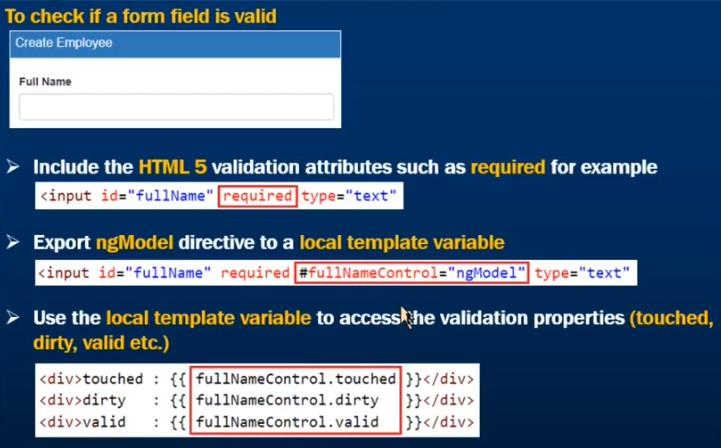 To check if a form field is valid
Create Employee
Full Name
➢ Include the HTML 5 validation attributes such as required for example
<input id="fullName" required type="text"
➢ Export ngModel directive to a local template variable
<input id="fullName" required #fullNameControl="ngModel" type="text"
➢ Use the local template variable to access the validation properties (touched,
dirty, valid etc.)
<div>touched : {{ fullNameControl.touched }}</div>
<div>dirty : {{ fullNameControl.dirty }}</div>
<div>valid : {{ fullNameControl.valid }}</div>